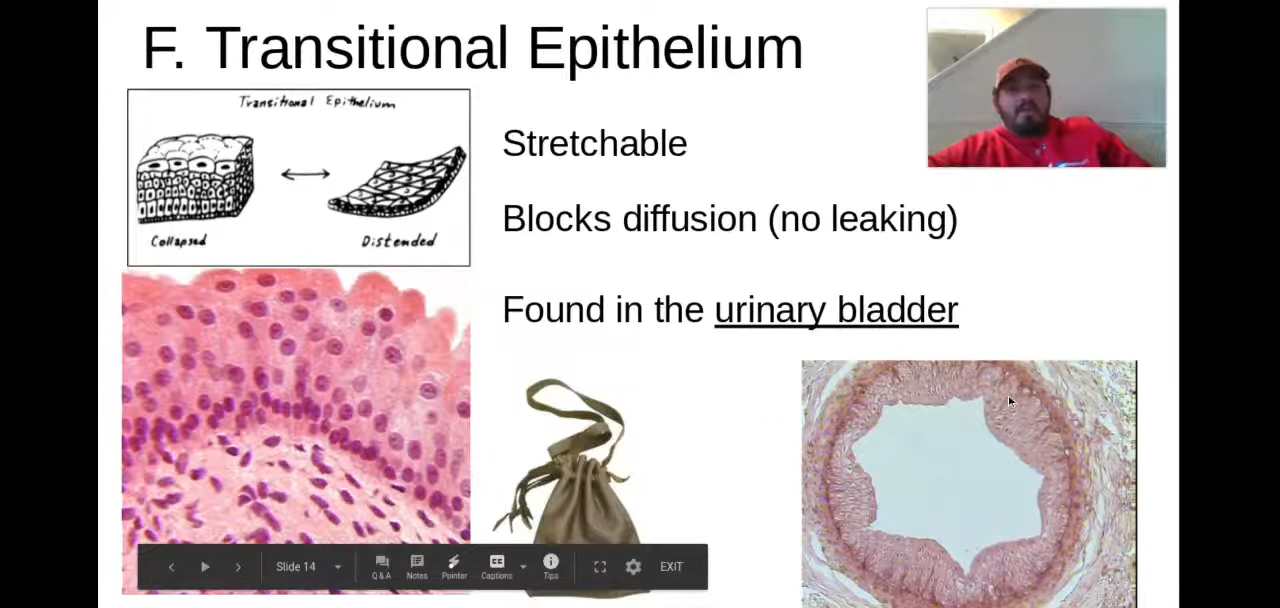 F. Transitional Epithelium
Transitional Epithelium
Collapsed
Distended
Stretchable
Blocks diffusion (no leaking)
Found in the urinary bladder
Slide 14
Q & A
Notes
Pointer
CC
Captions
Tips
EXIT